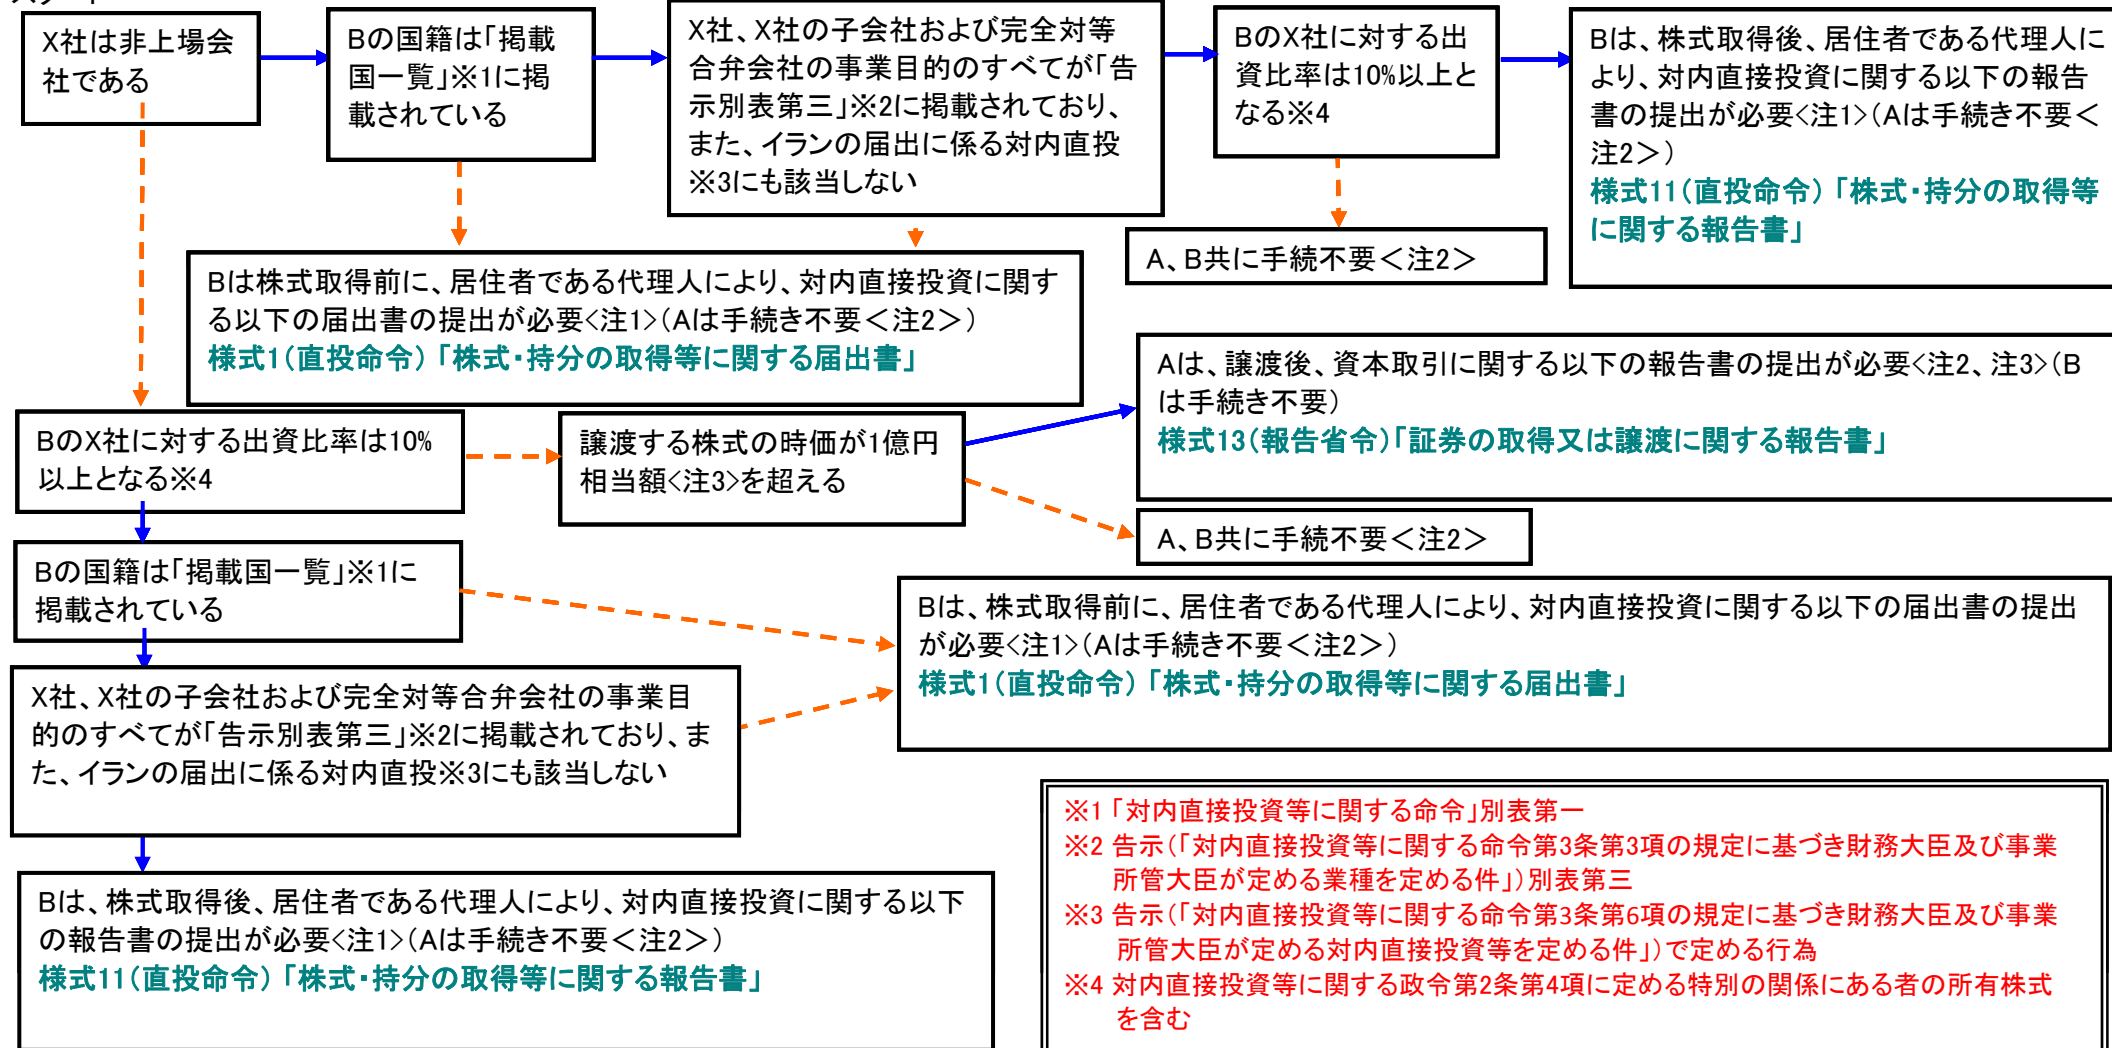 X社は非上場会
社である
Bの国籍は「掲載
国一覧」※1に掲
載されている
X社、X社の子会社および完全対等
合弁会社の事業目的のすべてが「告
示別表第三」※2に掲載されており、
また、イランの届出に係る対内直投
※3にも該当しない
BのX社に対する出
資比率は10%以上と
なる※4
Bは、株式取得後、居住者である代理人に
より、対内直接投資に関する以下の報告
書の提出が必要<注1>（Aは手続き不要＜
注2＞）
様式11（直投命令）「株式・持分の取得等
に関する報告書」
A、B共に手続不要＜注2＞
Bは株式取得前に、居住者である代理人により、対内直接投資に関す
る以下の届出書の提出が必要<注1>（Aは手続き不要＜注2＞）
様式1（直投命令）「株式・持分の取得等に関する届出書」
Aは、譲渡後、資本取引に関する以下の報告書の提出が必要<注2、注3>（B
は手続き不要）
様式13（報告省令）「証券の取得又は譲渡に関する報告書」
BのX社に対する出資比率は10%
以上となる※4
譲渡する株式の時価が1億円
相当額<注3>を超える
A、B共に手続不要＜注2＞
Bの国籍は「掲載国一覧」※1に
掲載されている
Bは、株式取得前に、居住者である代理人により、対内直接投資に関する以下の届出書の提出
が必要<注1>（Aは手続き不要＜注2＞）
様式1（直投命令）「株式・持分の取得等に関する届出書」
X社、X社の子会社および完全対等合弁会社の事業目
的のすべてが「告示別表第三」※2に掲載されており、ま
た、イランの届出に係る対内直投※3にも該当しない
Bは、株式取得後、居住者である代理人により、対内直接投資に関する以下
の報告書の提出が必要<注1>（Aは手続き不要＜注2＞）
様式11（直投命令）「株式・持分の取得等に関する報告書」
※1 「対内直接投資等に関する命令」別表第一
※2 告示（「対内直接投資等に関する命令第3条第3項の規定に基づき財務大臣及び事業
所管大臣が定める業種を定める件」）別表第三
※3 告示（「対内直接投資等に関する命令第3条第6項の規定に基づき財務大臣及び事業
所管大臣が定める対内直接投資等を定める件」）で定める行為
※4 対内直接投資等に関する政令第2条第4項に定める特別の関係にある者の所有株式
を含む